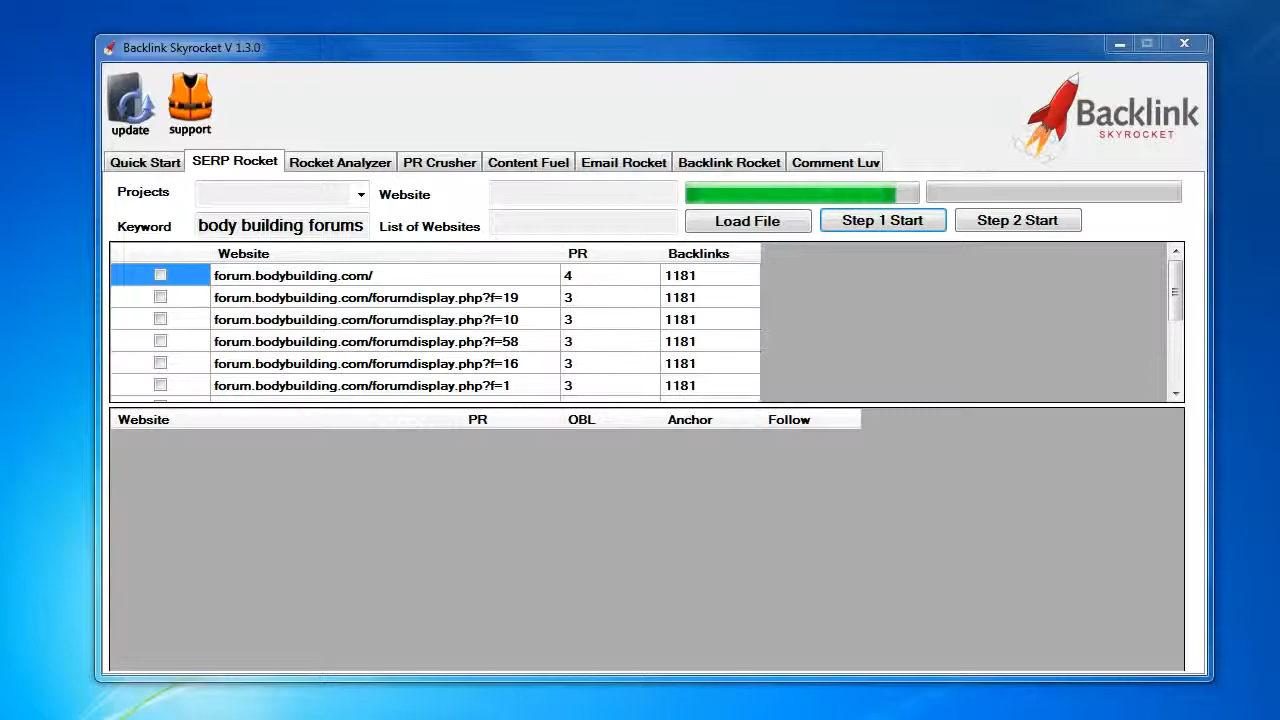 Backlink Skyrocket V 1.3.0
update
support
Backlink
SKYROCKET
Quick Start
SERP Rocket
Rocket Analyzer
PR Crusher
Content Fuel
Email Rocket
Backlink Rocket
Comment Luv
Projects
Website
Keyword
body building forums
List of Websites
Load File
Step 1 Start
Step 2 Start
Website PR Backlinks
forum.bodybuilding.com/ 4 1181
forum.bodybuilding.com/forumdisplay.php?f=19 3 1181
forum.bodybuilding.com/forumdisplay.php?f=10 3 1181
forum.bodybuilding.com/forumdisplay.php?f=58 3 1181
forum.bodybuilding.com/forumdisplay.php?f=16 3 1181
forum.bodybuilding.com/forumdisplay.php?f=1 3 1181
Website PR OBL Anchor Follow